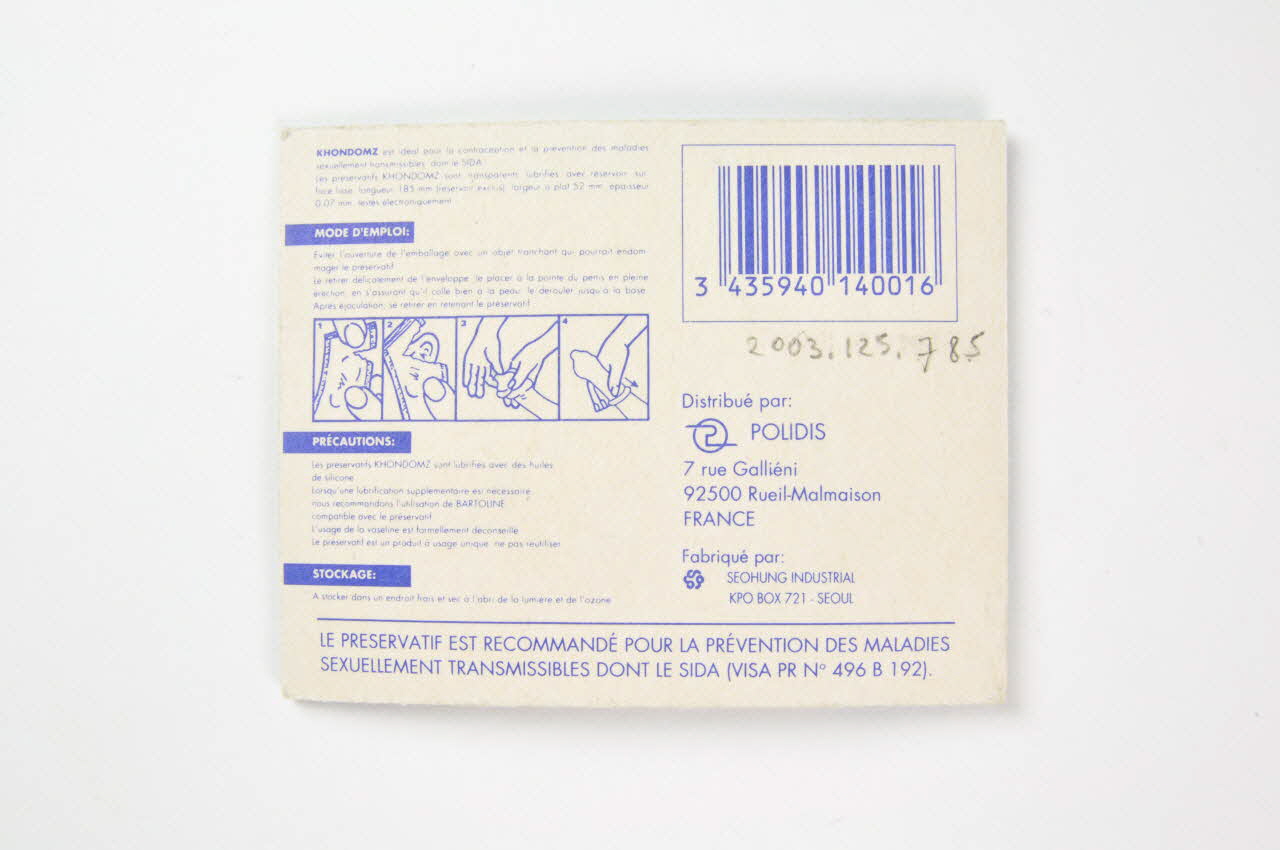 KHONDOMZ est idéal pour la contraception et la prévention des maladies
sexuellement transmissibles, dont le SIDA
Les préservatifs KHONDOMZ sont transparents, lubrifiés, avec réservoir, sur
face lisse, longueur 185 mm (réservoir exclus), largeur à plat 52 mm, épaisseur
0,07 mm, testés électroniquement
MODE D'EMPLOI:
Eviter l'ouverture de l'emballage avec un objet tranchant qui pourrait endom
mager le préservatif
Le retirer délicatement de l'enveloppe, le placer à la pointe du penis en pleine
érection, en s'assurant qu'il colle bien à la peau, le dérouler jusqu'à la base
Après éjaculation, se retirer en retenant le préservatif
1 2 3 4
PRÉCAUTIONS:
Les préservatifs KHONDOMZ sont lubrifiés avec des huiles
de silicone
Lorsqu'une lubrification supplementaire est nécessaire,
nous recommandons l'utilisation de BARTOLINE
compatible avec le préservatif
L'usage de la vaseline est formellement déconseillé
Le préservatif est un produit à usage unique, ne pas réutiliser
STOCKAGE:
A stocker dans un endroit frais et sec à l'abri de la lumière et de l'ozone
3 435940 140016
2003.125.785
Distribué par:
POLIDIS
7 rue Galliéni
92500 Rueil-Malmaison
FRANCE
Fabriqué par:
SEOHUNG INDUSTRIAL
KPO BOX 721 - SEOUL
LE PRESERVATIF EST RECOMMANDÉ POUR LA PRÉVENTION DES MALADIES
SEXUELLEMENT TRANSMISSIBLES DONT LE SIDA (VISA PR N° 496 B 192).